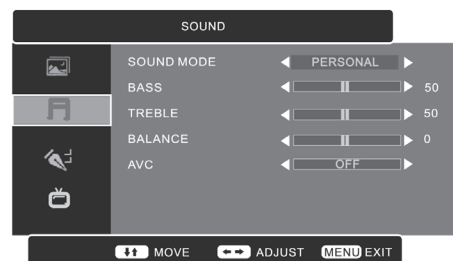 SOUND
SOUND MODE PERSONAL
BASS 50
TREBLE 50
BALANCE 0
AVC OFF
MOVE ADJUST MENU EXIT